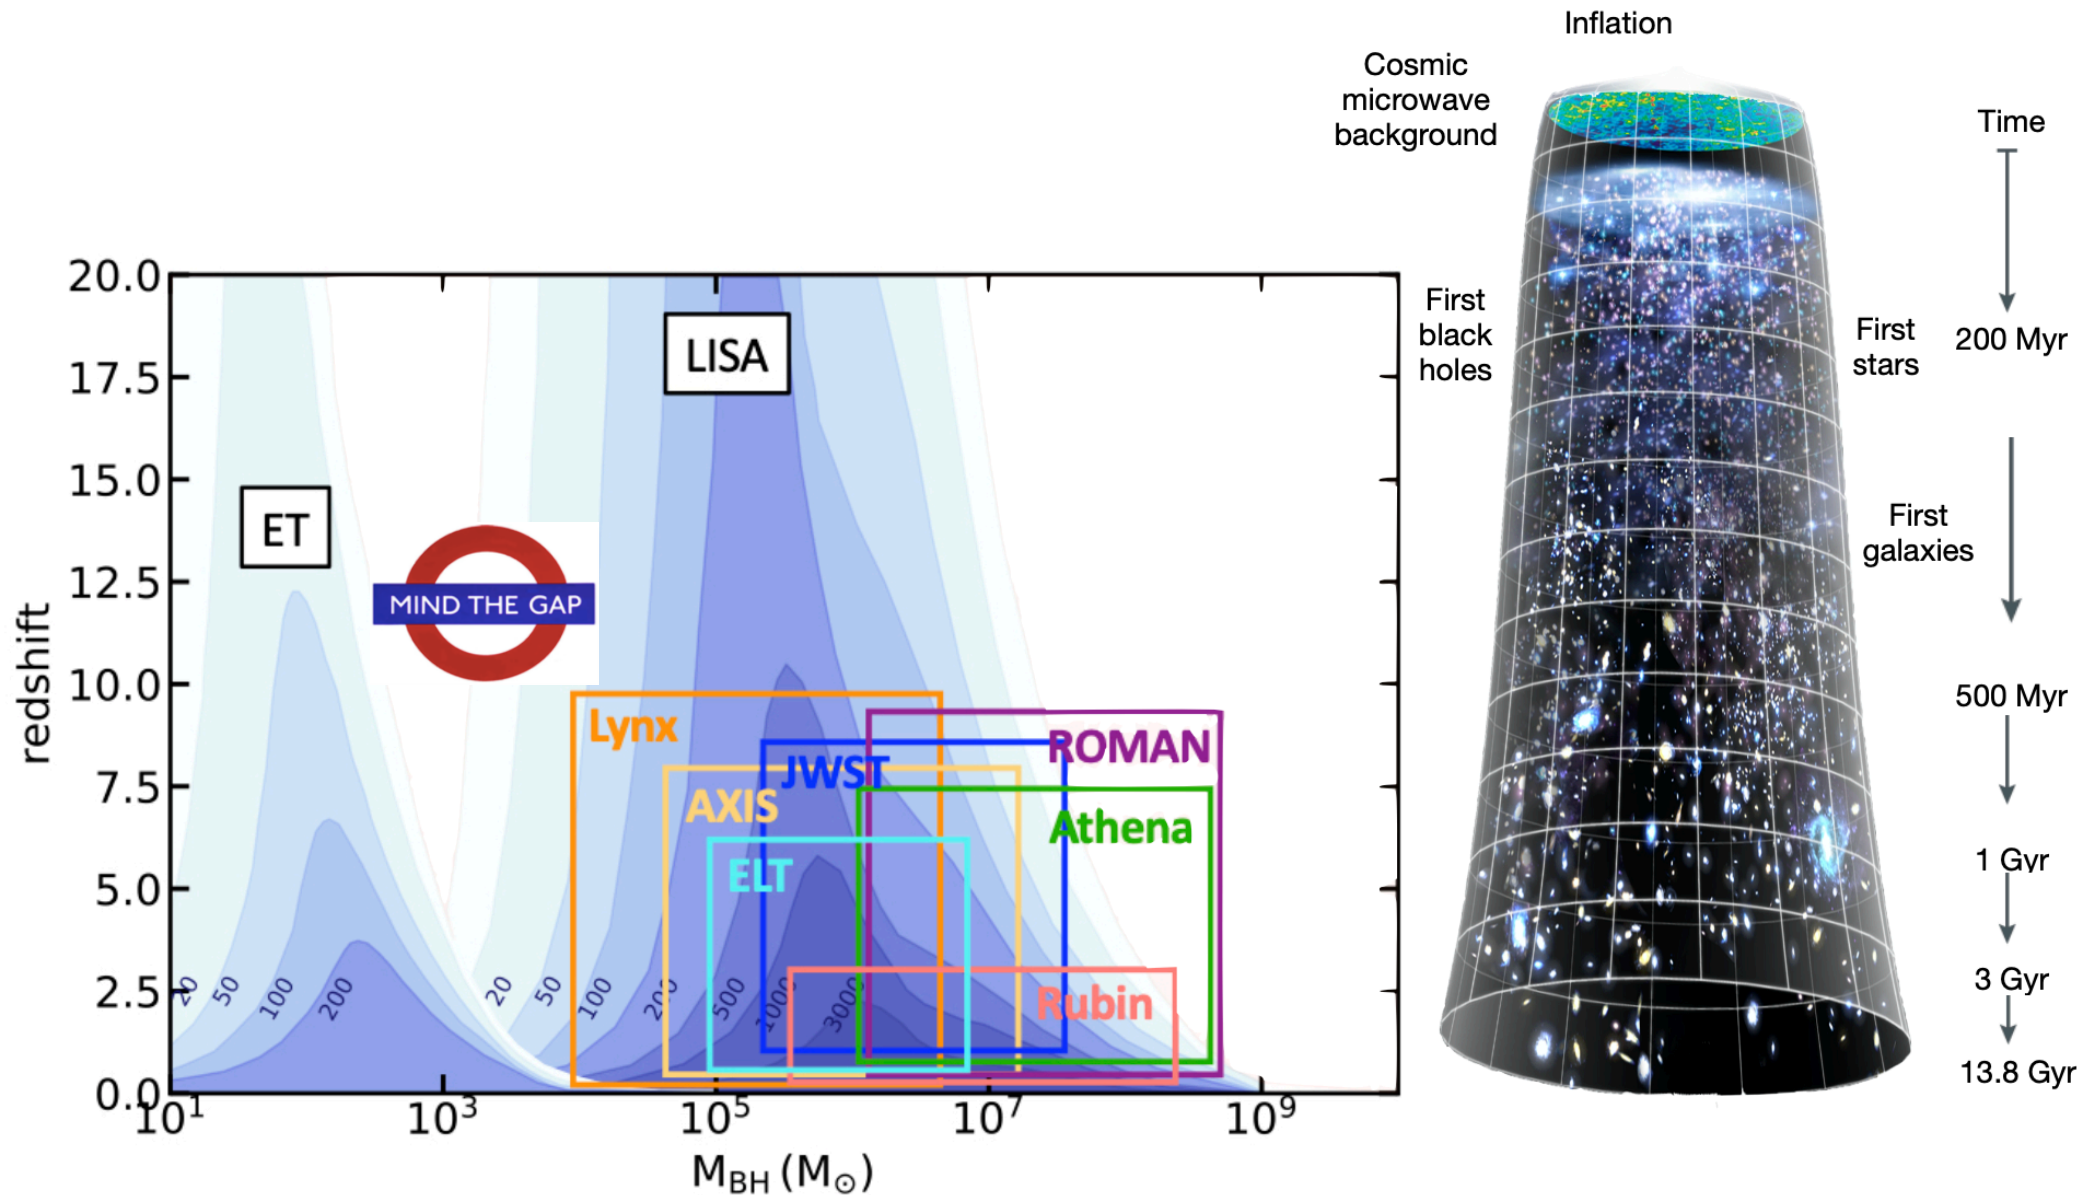 Inflation
Cosmic
microwave
background
Time
20.0
17.5
15.0
12.5
10.0
7.5
5.0
2.5
0.0
redshift
ET
LISA
MIND THE GAP
Lynx
ROMAN
JWST
AXIS
Athena
ELT
Rubin
20
50
100
200
20
50
100
200
500
1000
3000
10¹
10³
10⁵
10⁷
10⁹
M_BH (M_⊙)
First
black
holes
First
stars
200 Myr
First
galaxies
500 Myr
1 Gyr
3 Gyr
13.8 Gyr